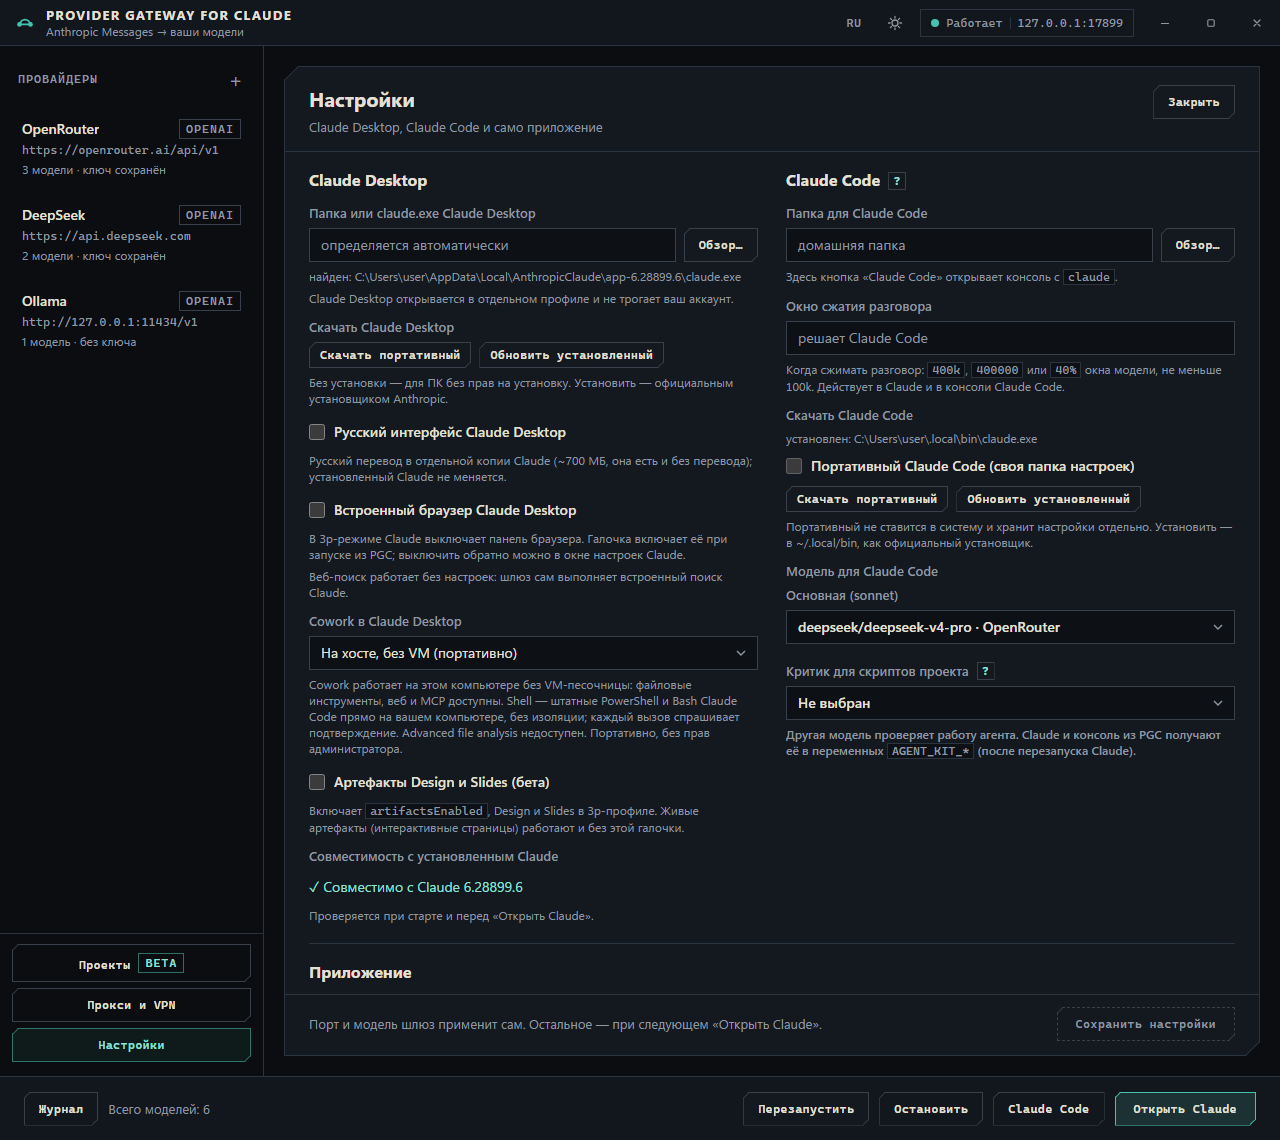 PROVIDER GATEWAY FOR CLAUDE
Anthropic Messages → ваши модели
RU
Работает
127.0.0.1:17899
ПРОВАЙДЕРЫ
+
OpenRouter
OPENAI
https://openrouter.ai/api/v1
3 модели · ключ сохранён
DeepSeek
OPENAI
https://api.deepseek.com
2 модели · ключ сохранён
Ollama
OPENAI
http://127.0.0.1:11434/v1
1 модель · без ключа
Проекты BETA
Прокси и VPN
Настройки
Настройки
Claude Desktop, Claude Code и само приложение
Закрыть
Claude Desktop
Папка или claude.exe Claude Desktop
определяется автоматически
Обзор…
найден: C:\Users\user\AppData\Local\AnthropicClaude\app-6.28899.6\claude.exe
Claude Desktop открывается в отдельном профиле и не трогает ваш аккаунт.
Скачать Claude Desktop
Скачать портативный
Обновить установленный
Без установки — для ПК без прав на установку. Установить — официальным
установщиком Anthropic.
Русский интерфейс Claude Desktop
Русский перевод в отдельной копии Claude (~700 МБ, она есть и без перевода);
установленный Claude не меняется.
Встроенный браузер Claude Desktop
В 3p-режиме Claude выключает панель браузера. Галочка включает её при
запуске из PGC; выключить обратно можно в окне настроек Claude.
Веб-поиск работает без настроек: шлюз сам выполняет встроенный поиск
Claude.
Cowork в Claude Desktop
На хосте, без VM (портативно)
Cowork работает на этом компьютере без VM-песочницы: файловые
инструменты, веб и MCP доступны. Shell — штатные PowerShell и Bash Claude
Code прямо на вашем компьютере, без изоляции; каждый вызов спрашивает
подтверждение. Advanced file analysis недоступен. Портативно, без прав
администратора.
Артефакты Design и Slides (бета)
Включает artifactsEnabled, Design и Slides в 3p-профиле. Живые
артефакты (интерактивные страницы) работают и без этой галочки.
Совместимость с установленным Claude
✓ Совместимо с Claude 6.28899.6
Проверяется при старте и перед «Открыть Claude».
Claude Code ?
Папка для Claude Code
домашняя папка
Обзор…
Здесь кнопка «Claude Code» открывает консоль с claude.
Окно сжатия разговора
решает Claude Code
Когда сжимать разговор: 400k, 400000 или 40% окна модели, не меньше
100k. Действует в Claude и в консоли Claude Code.
Скачать Claude Code
установлен: C:\Users\user\.local\bin\claude.exe
Портативный Claude Code (своя папка настроек)
Скачать портативный
Обновить установленный
Портативный не ставится в систему и хранит настройки отдельно. Установить —
в ~/.local/bin, как официальный установщик.
Модель для Claude Code
Основная (sonnet)
deepseek/deepseek-v4-pro · OpenRouter
Критик для скриптов проекта ?
Не выбран
Другая модель проверяет работу агента. Claude и консоль из PGC получают
её в переменных AGENT_KIT_* (после перезапуска Claude).
Приложение
Порт и модель шлюз применит сам. Остальное — при следующем «Открыть Claude».
Сохранить настройки
Журнал
Всего моделей: 6
Перезапустить
Остановить
Claude Code
Открыть Claude